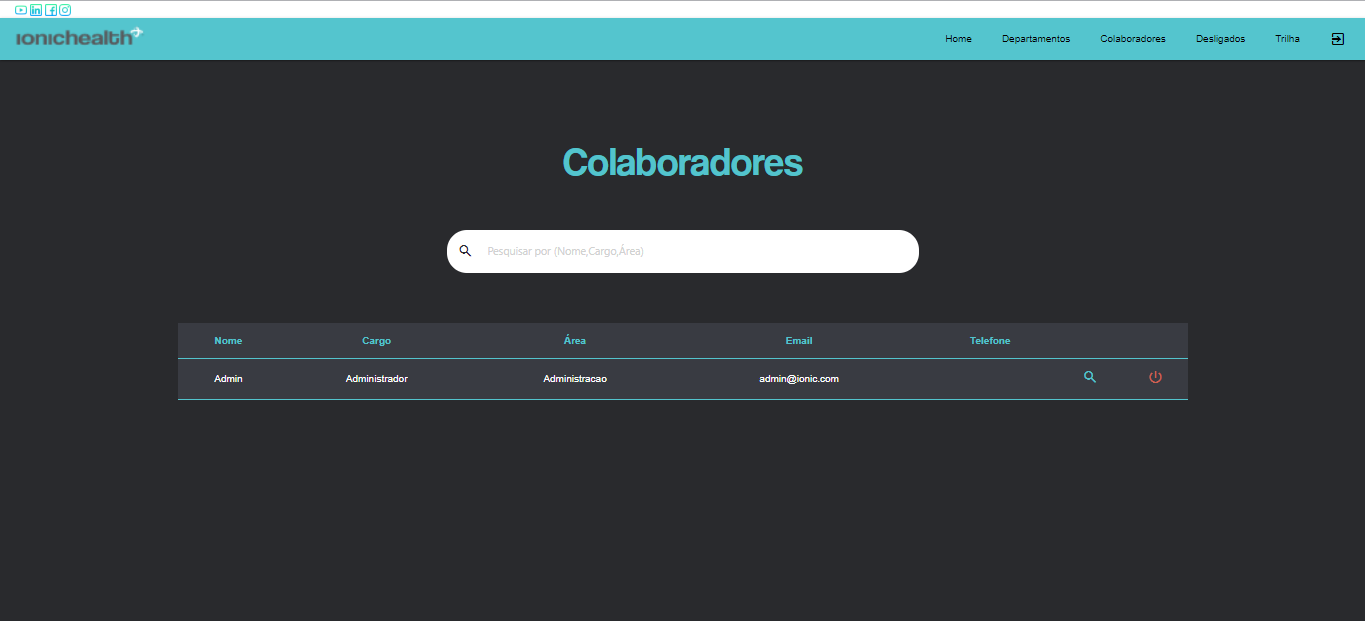 ionichealth
Home Departamentos Colaboradores Desligados Trilha
Colaboradores
Pesquisar por (Nome,Cargo,Área)
Nome Cargo Área Email Telefone
Admin Administrador Administracao admin@ionic.com